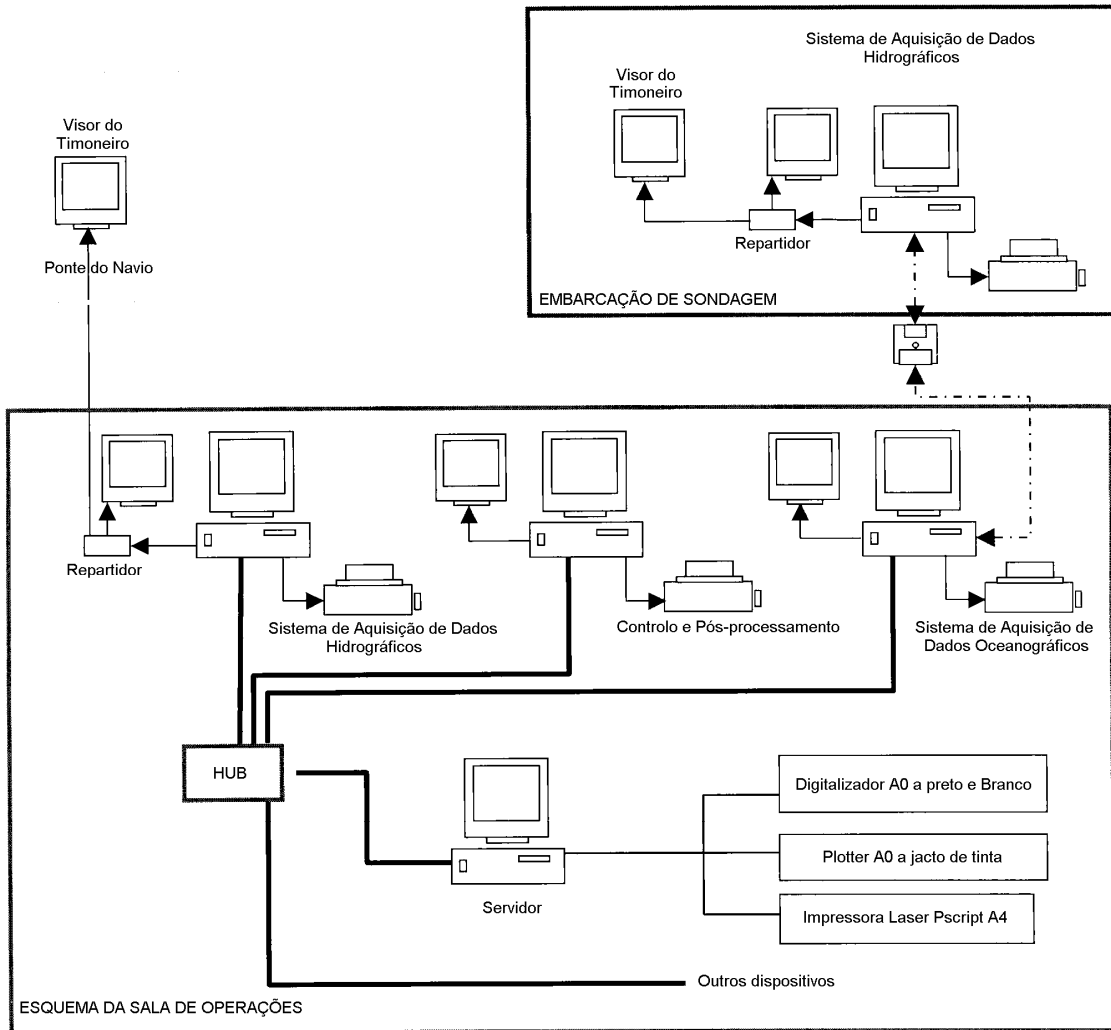 Sistema de Aquisição de Dados
Hidrográficos
Visor do
Timoneiro
Repartidor
EMBARCAÇÃO DE SONDAGEM
Visor do
Timoneiro
Ponte do Navio
Repartidor
Sistema de Aquisição de Dados
Hidrográficos
Controlo e Pós-processamento
Sistema de Aquisição de
Dados Oceanográficos
HUB
Servidor
Digitalizador A0 a preto e Branco
Plotter A0 a jacto de tinta
Impressora Laser Pscript A4
Outros dispositivos
ESQUEMA DA SALA DE OPERAÇÕES